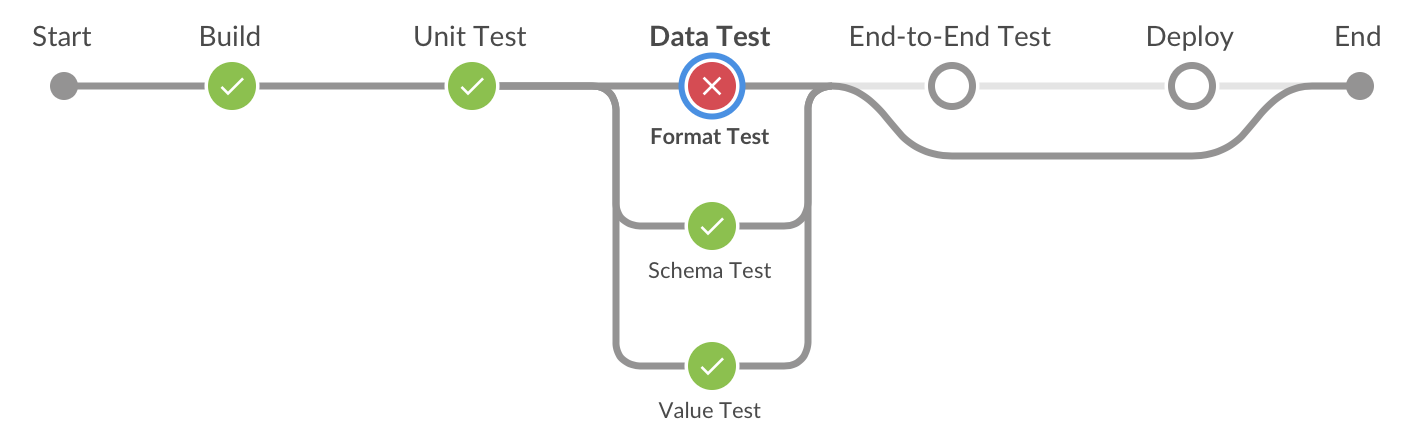 Start
Build
Unit Test
Data Test
End-to-End Test
Deploy
End
Format Test
Schema Test
Value Test